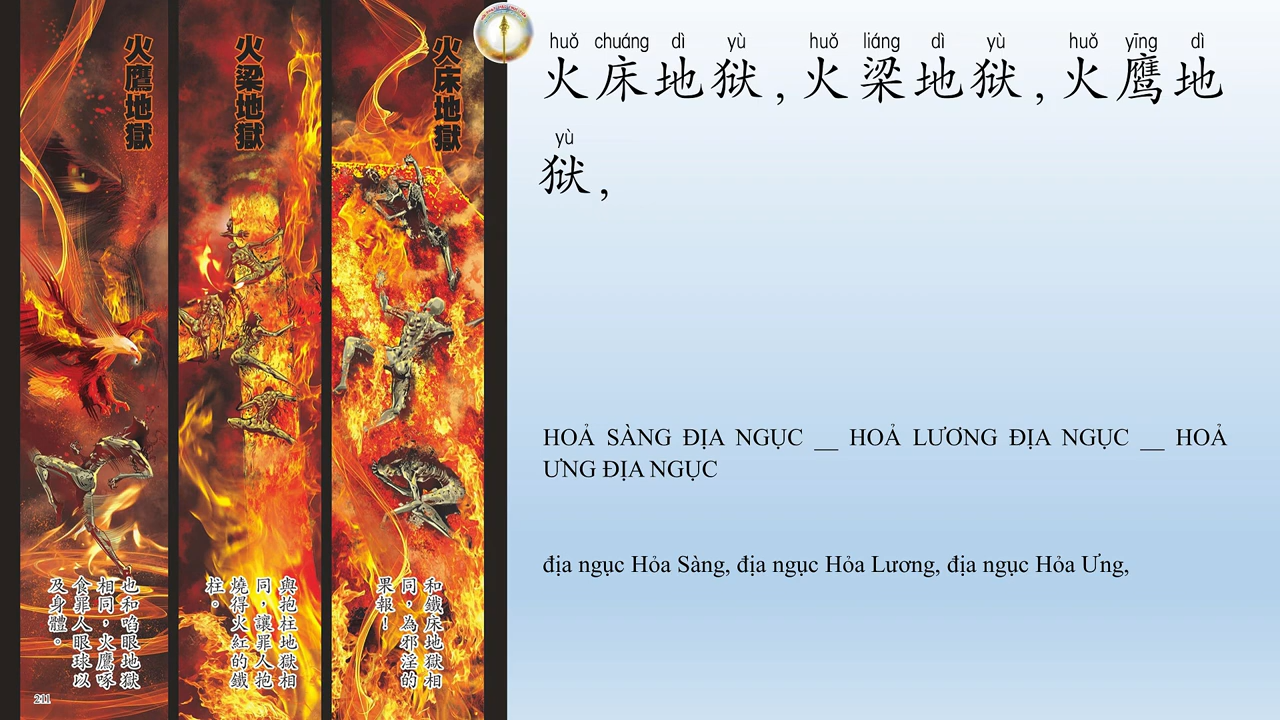 火床地獄
和鐵床地獄相
同，為邪淫的
果報！
火梁地獄
與抱柱地獄相
同，讓罪人抱
燒得火紅的鐵
柱。
火鷹地獄
也和啗眼地獄
相同，火鷹啄
食罪人眼球以
及身體。
211
huǒ chuáng dì yù huǒ liáng dì yù huǒ yīng dì
火床地狱，火梁地狱，火鹰地
yù
狱，
HOẢ SÀNG ĐỊA NGỤC __ HOẢ LƯƠNG ĐỊA NGỤC __ HOẢ
ƯNG ĐỊA NGỤC
địa ngục Hỏa Sàng, địa ngục Hỏa Lương, địa ngục Hỏa Ưng,